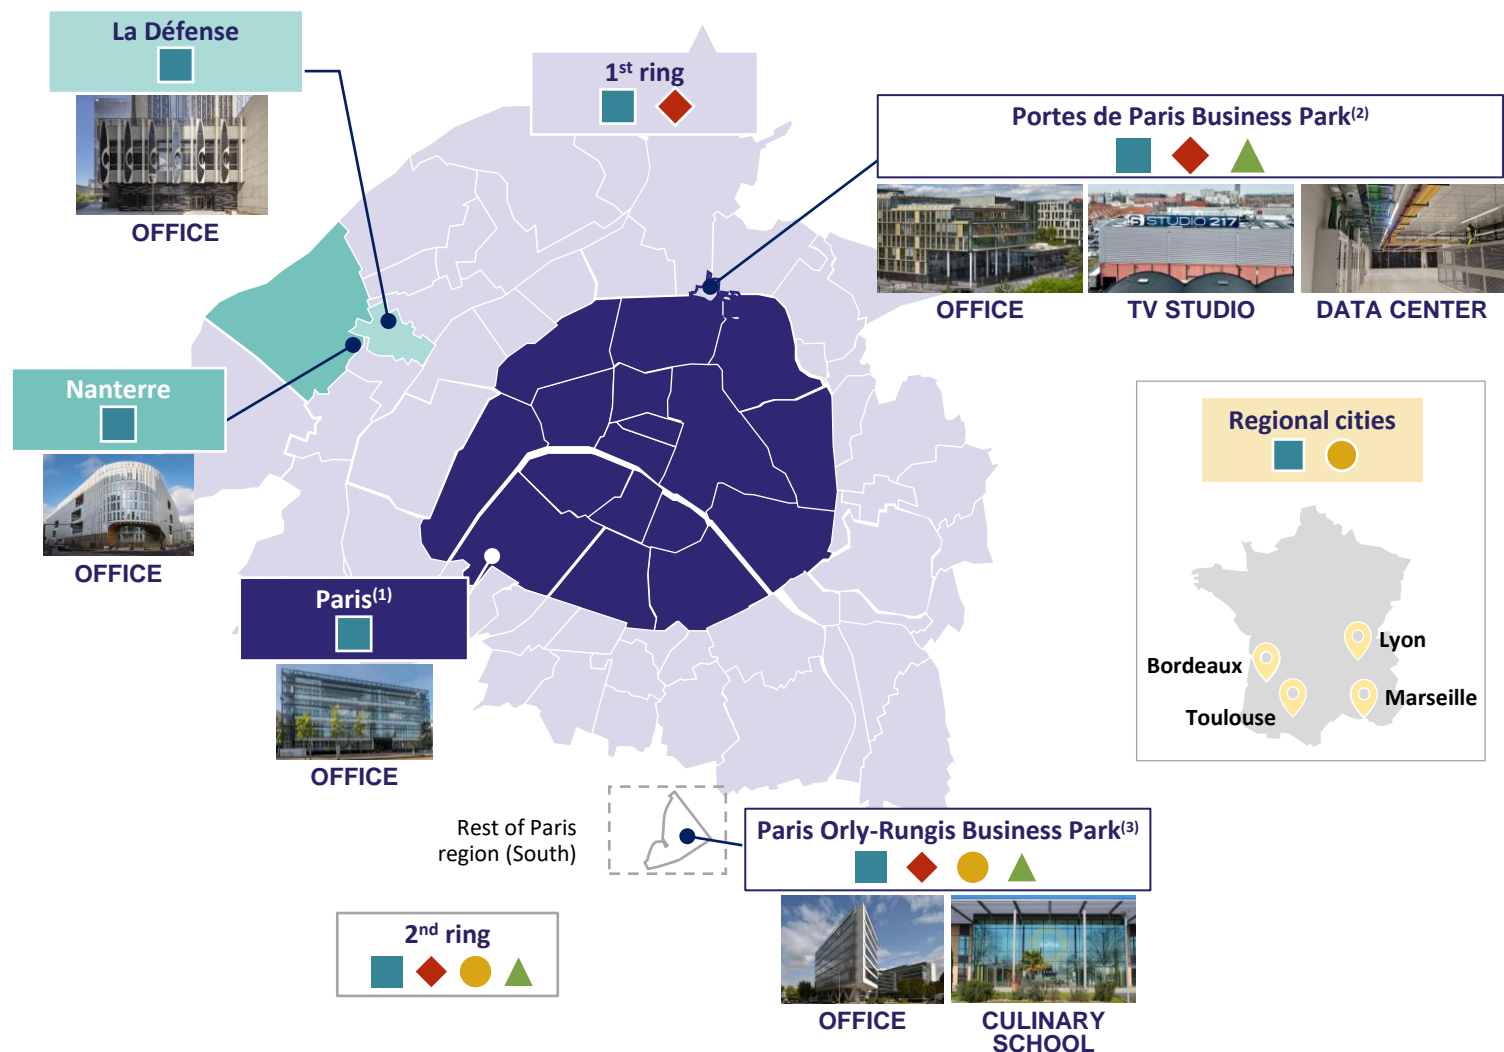 La Défense
OFFICE
1st ring
Portes de Paris Business Park(2)
STUDIO 217
OFFICE
TV STUDIO
DATA CENTER
Nanterre
OFFICE
Regional cities
Lyon
Bordeaux
Marseille
Toulouse
Paris(1)
OFFICE
Rest of Paris
region (South)
Paris Orly-Rungis Business Park(3)
OFFICE
CULINARY
SCHOOL
2nd ring